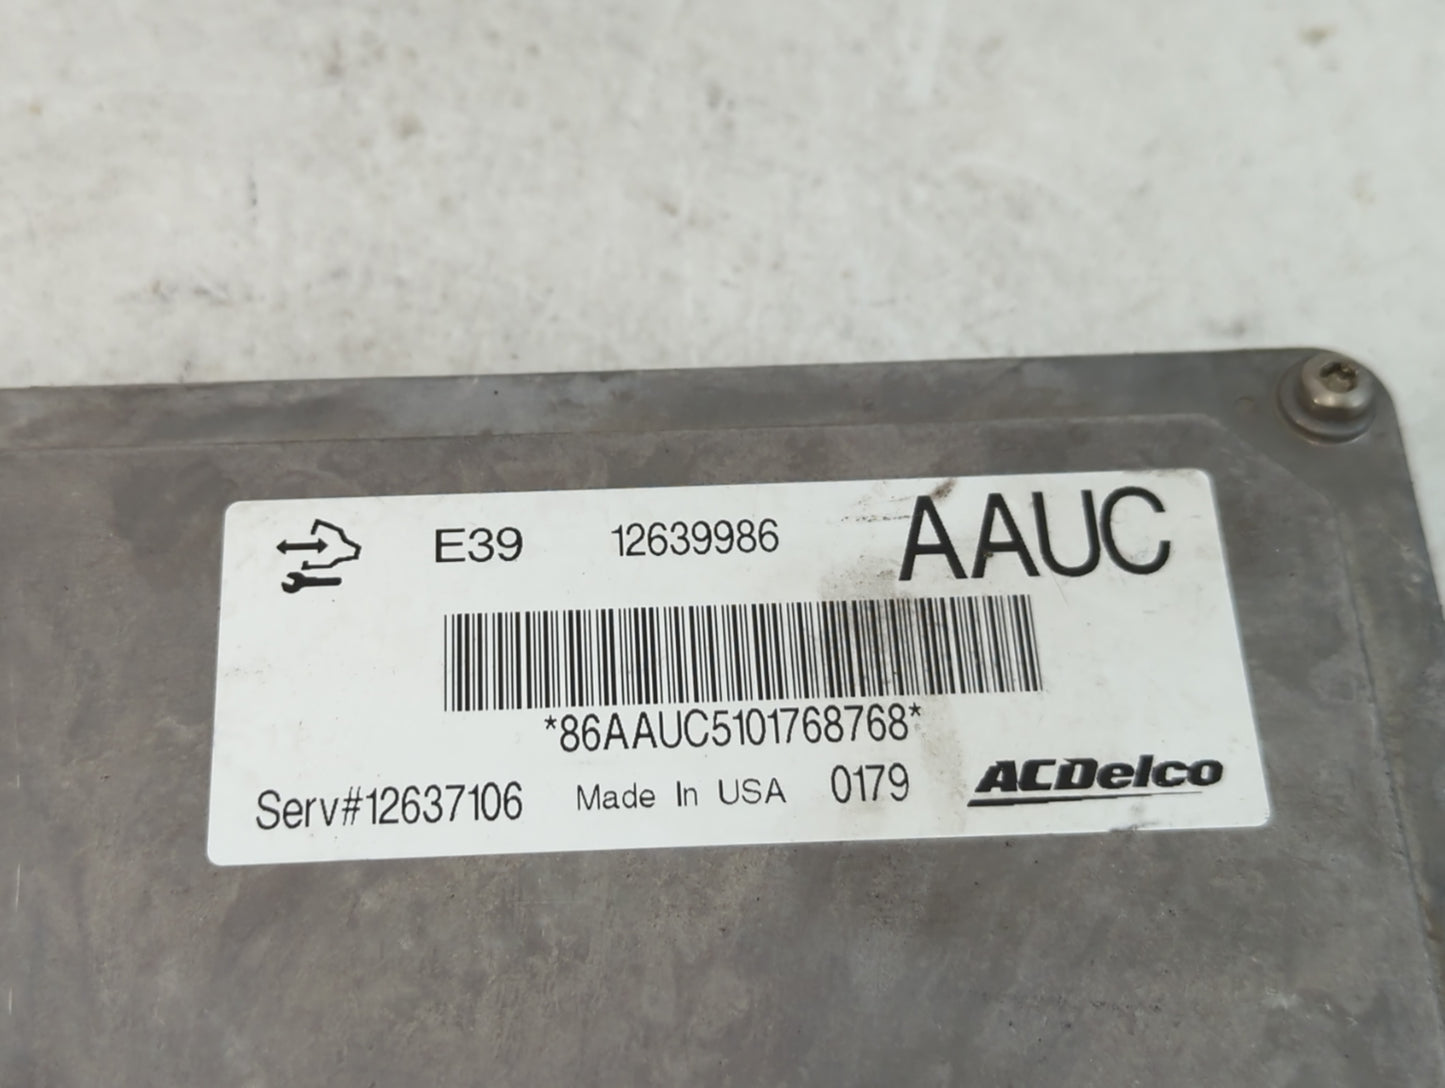 E39 12639986 AAUC
*86AAUC5101768768*
Serv#12637106 Made In USA 0179 ACDelco